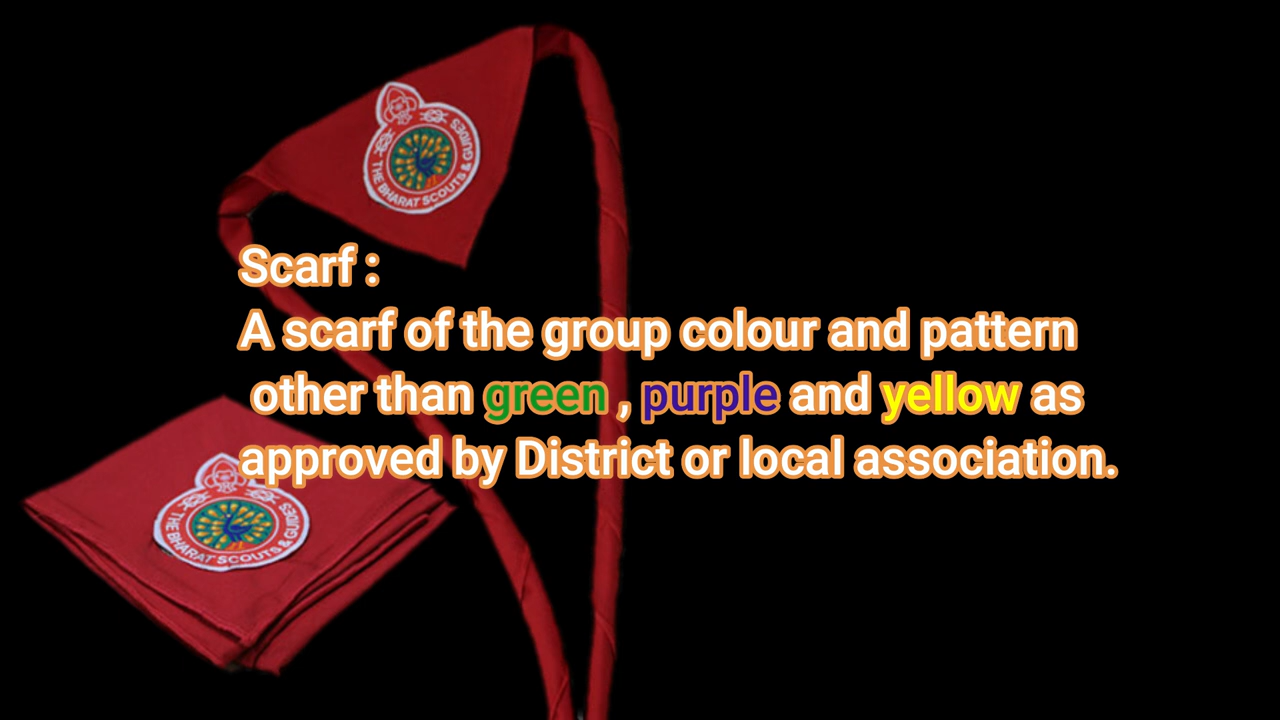 THE BHARAT SCOUTS & GUIDES
Scarf :
A scarf of the group colour and pattern
other than green , purple and yellow as
approved by District or local association.
THE BHARAT SCOUTS & GUIDES